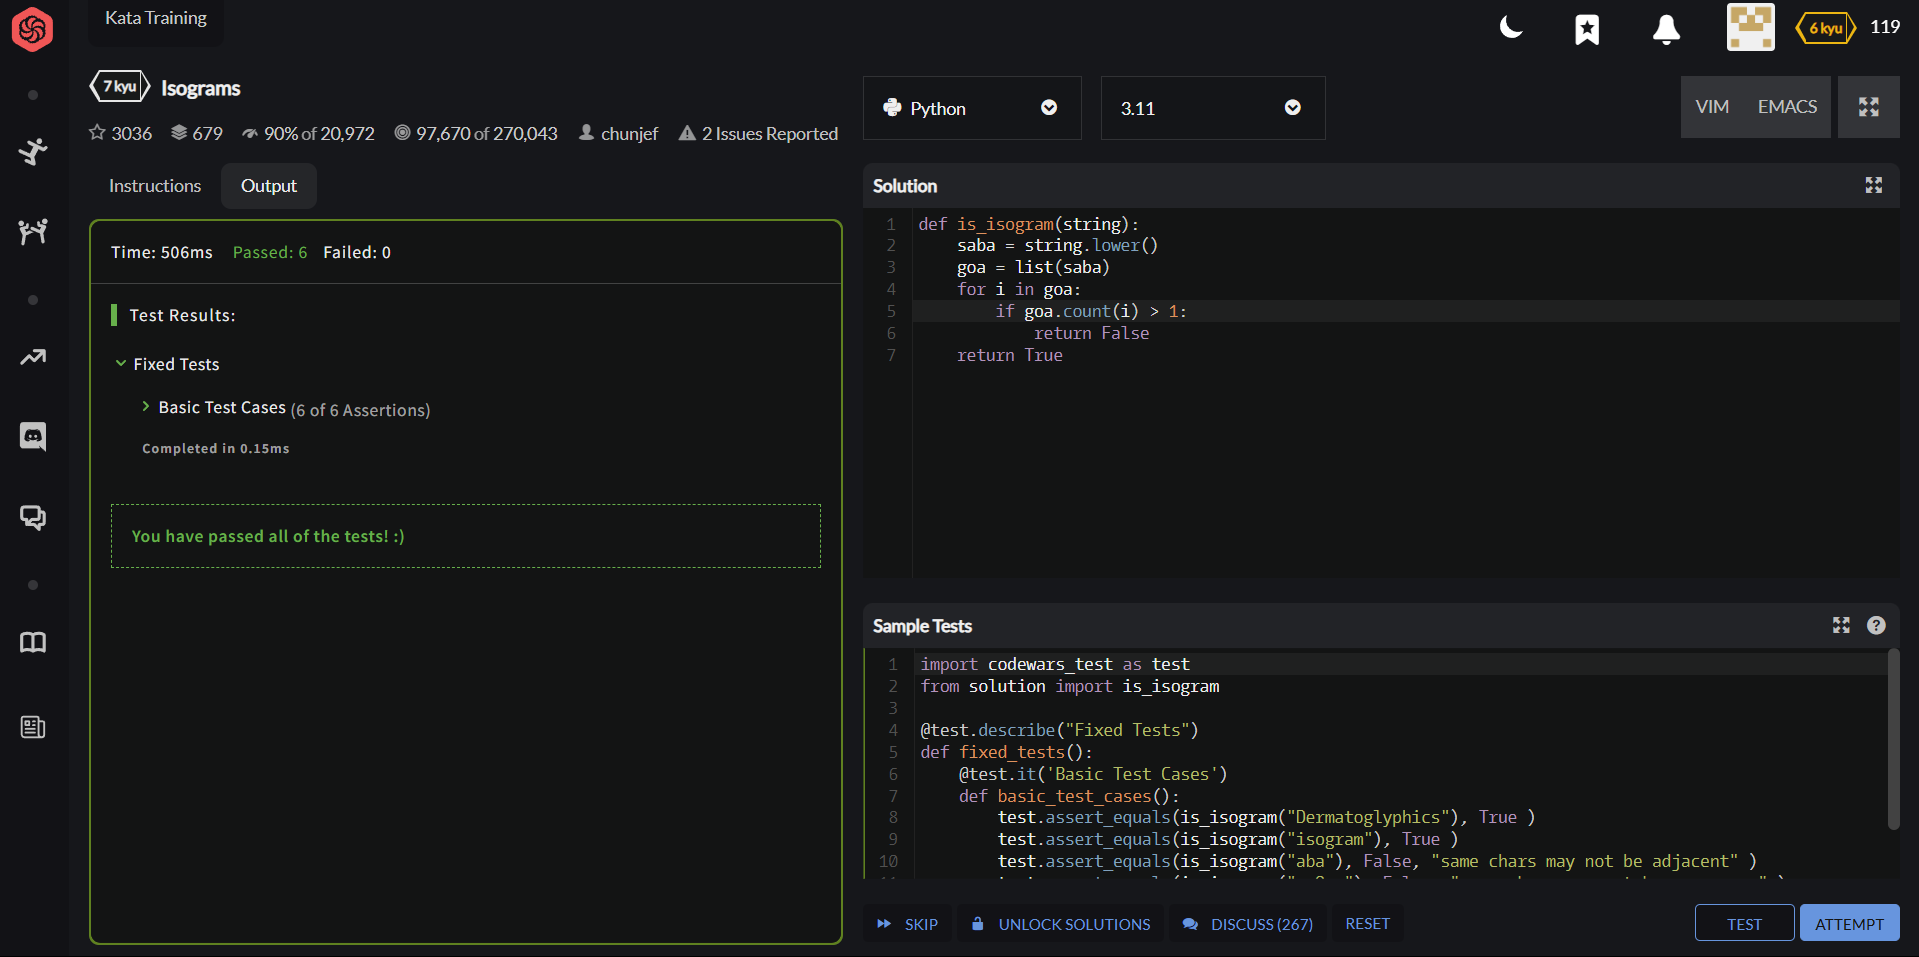 Kata Training
6 kyu 119
7 kyu Isograms
3036 679 90% of 20,972 97,670 of 270,043 chunjef 2 Issues Reported
Python 3.11 VIM EMACS
Instructions Output
Time: 506ms Passed: 6 Failed: 0
Test Results:
Fixed Tests
Basic Test Cases (6 of 6 Assertions)
Completed in 0.15ms
You have passed all of the tests! :)
Solution
1 def is_isogram(string):
2     saba = string.lower()
3     goa = list(saba)
4     for i in goa:
5         if goa.count(i) > 1:
6             return False
7     return True
Sample Tests
1 import codewars_test as test
2 from solution import is_isogram
3
4 @test.describe("Fixed Tests")
5 def fixed_tests():
6     @test.it('Basic Test Cases')
7     def basic_test_cases():
8         test.assert_equals(is_isogram("Dermatoglyphics"), True )
9         test.assert_equals(is_isogram("isogram"), True )
10         test.assert_equals(is_isogram("aba"), False, "same chars may not be adjacent" )
SKIP UNLOCK SOLUTIONS DISCUSS (267) RESET TEST ATTEMPT